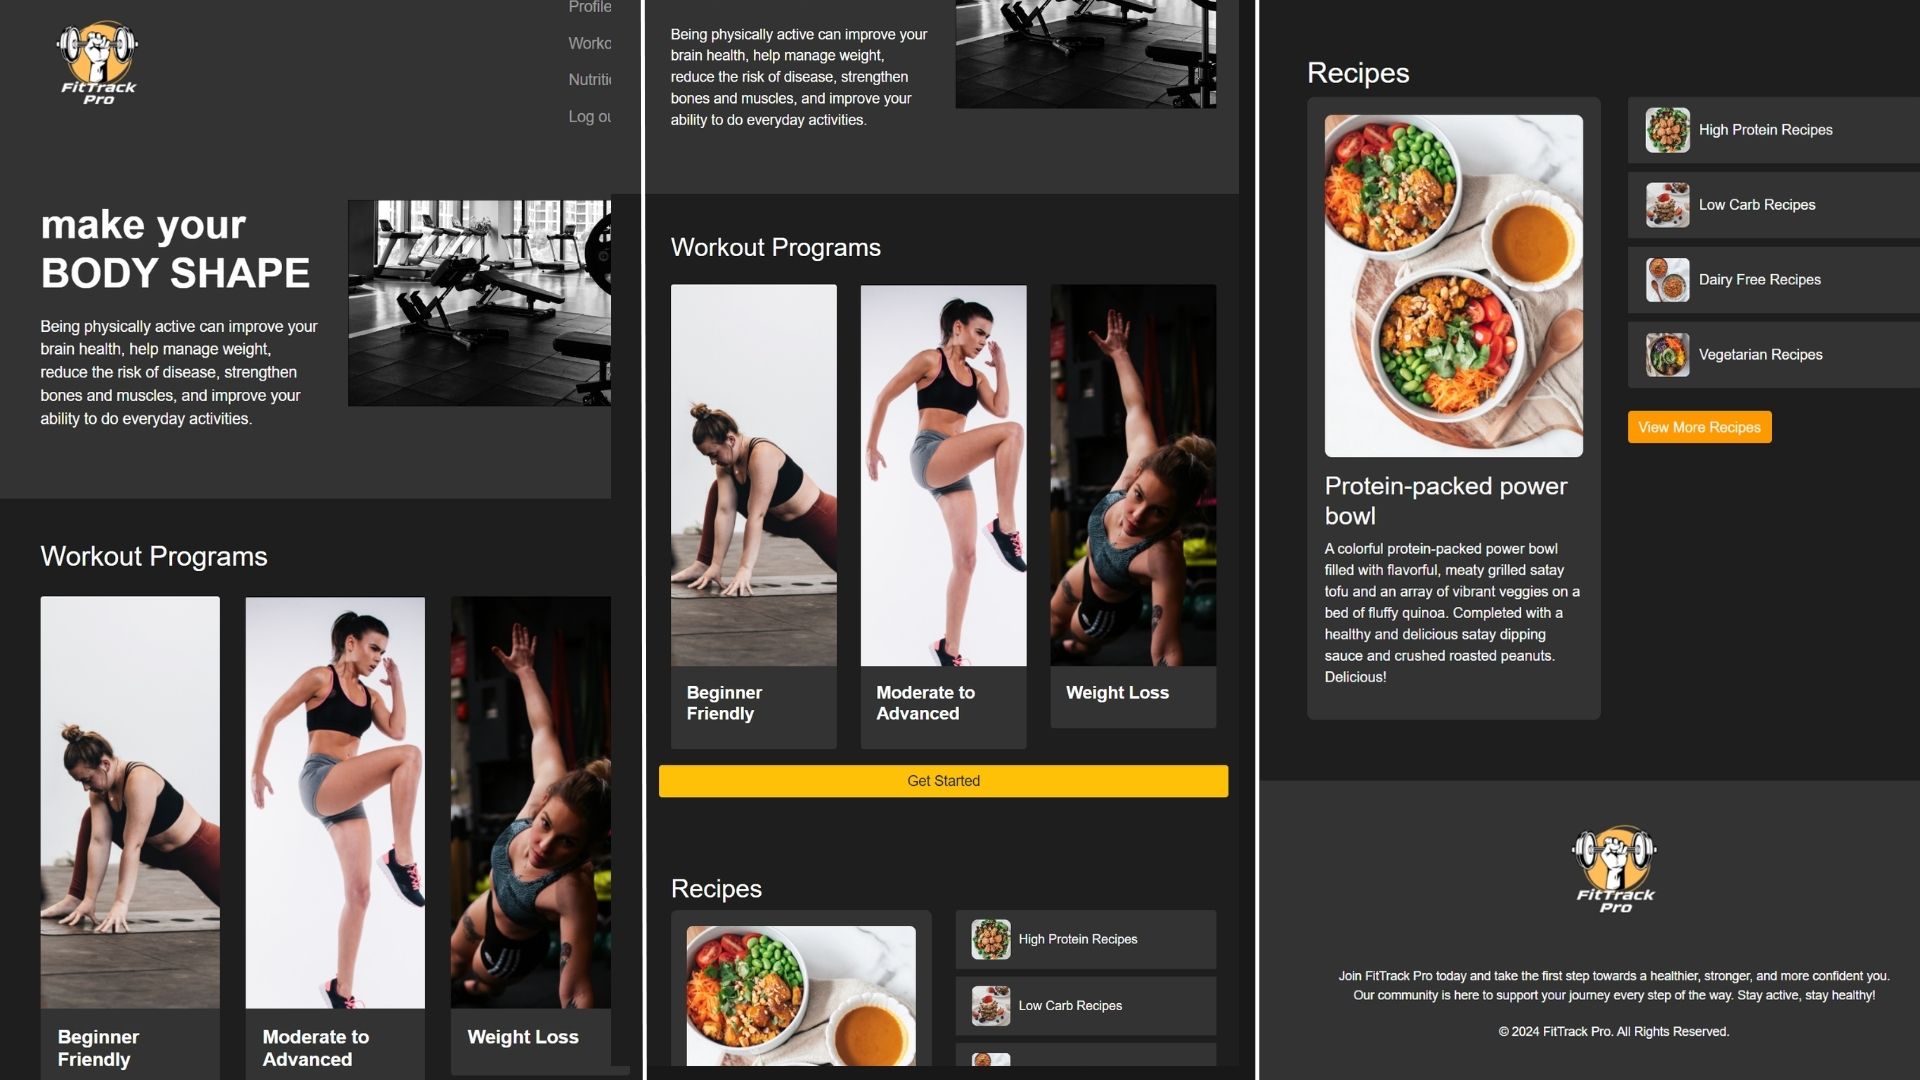 Profile
FitTrack
Pro
make your
BODY SHAPE
Being physically active can improve your
brain health, help manage weight,
reduce the risk of disease, strengthen
bones and muscles, and improve your
ability to do everyday activities.
Workout Programs
Beginner
Friendly
Moderate to
Advanced
Weight Loss
Being physically active can improve your
brain health, help manage weight,
reduce the risk of disease, strengthen
bones and muscles, and improve your
ability to do everyday activities.
Workout Programs
Beginner
Friendly
Moderate to
Advanced
Weight Loss
Get Started
Recipes
High Protein Recipes
Low Carb Recipes
Recipes
Protein-packed power
bowl
A colorful protein-packed power bowl
filled with flavorful, meaty grilled satay
tofu and an array of vibrant veggies on a
bed of fluffy quinoa. Completed with a
healthy and delicious satay dipping
sauce and crushed roasted peanuts.
Delicious!
High Protein Recipes
Low Carb Recipes
Dairy Free Recipes
Vegetarian Recipes
View More Recipes
FitTrack
Pro
Join FitTrack Pro today and take the first step towards a healthier, stronger, and more confident you.
Our community is here to support your journey every step of the way. Stay active, stay healthy!
© 2024 FitTrack Pro. All Rights Reserved.